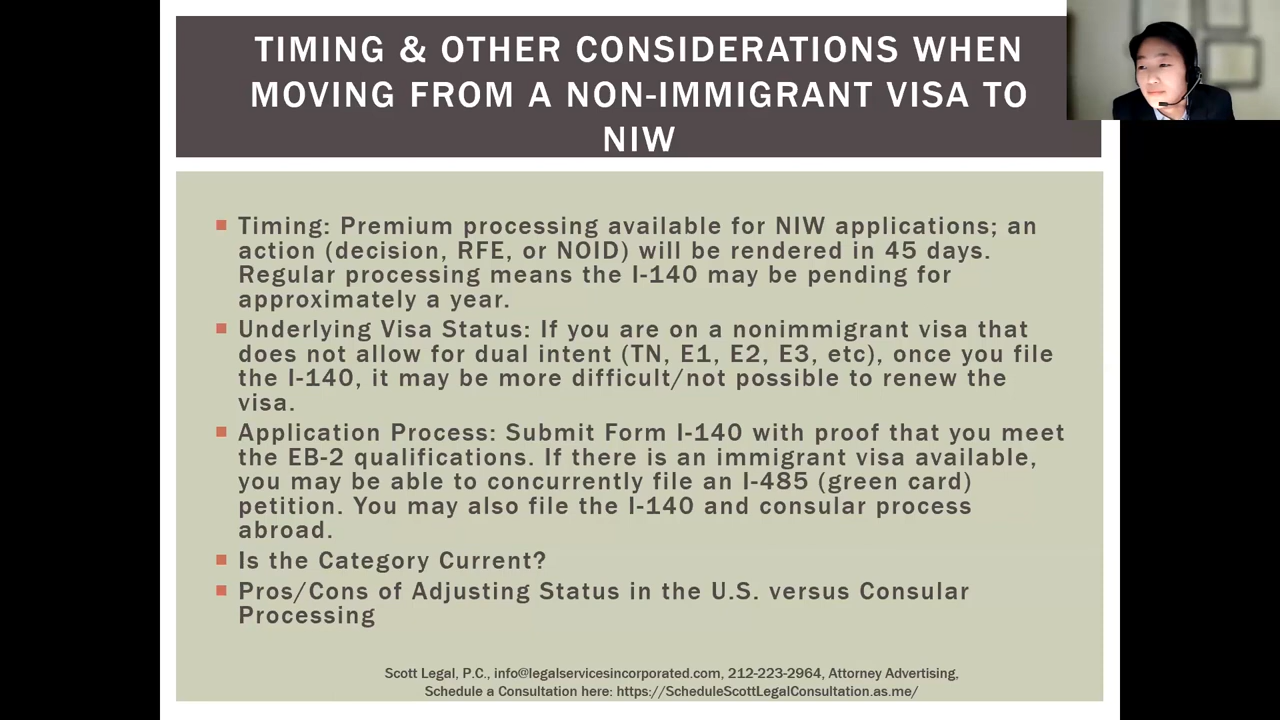 TIMING & OTHER CONSIDERATIONS WHEN
MOVING FROM A NON-IMMIGRANT VISA TO
NIW
Timing: Premium processing available for NIW applications; an
action (decision, RFE, or NOID) will be rendered in 45 days.
Regular processing means the I-140 may be pending for
approximately a year.
Underlying Visa Status: If you are on a nonimmigrant visa that
does not allow for dual intent (TN, E1, E2, E3, etc), once you file
the I-140, it may be more difficult/not possible to renew the
visa.
Application Process: Submit Form I-140 with proof that you meet
the EB-2 qualifications. If there is an immigrant visa available,
you may be able to concurrently file an I-485 (green card)
petition. You may also file the I-140 and consular process
abroad.
Is the Category Current?
Pros/Cons of Adjusting Status in the U.S. versus Consular
Processing
Scott Legal, P.C., info@legalservicesincorporated.com, 212-223-2964, Attorney Advertising,
Schedule a Consultation here: https://ScheduleScottLegalConsultation.as.me/